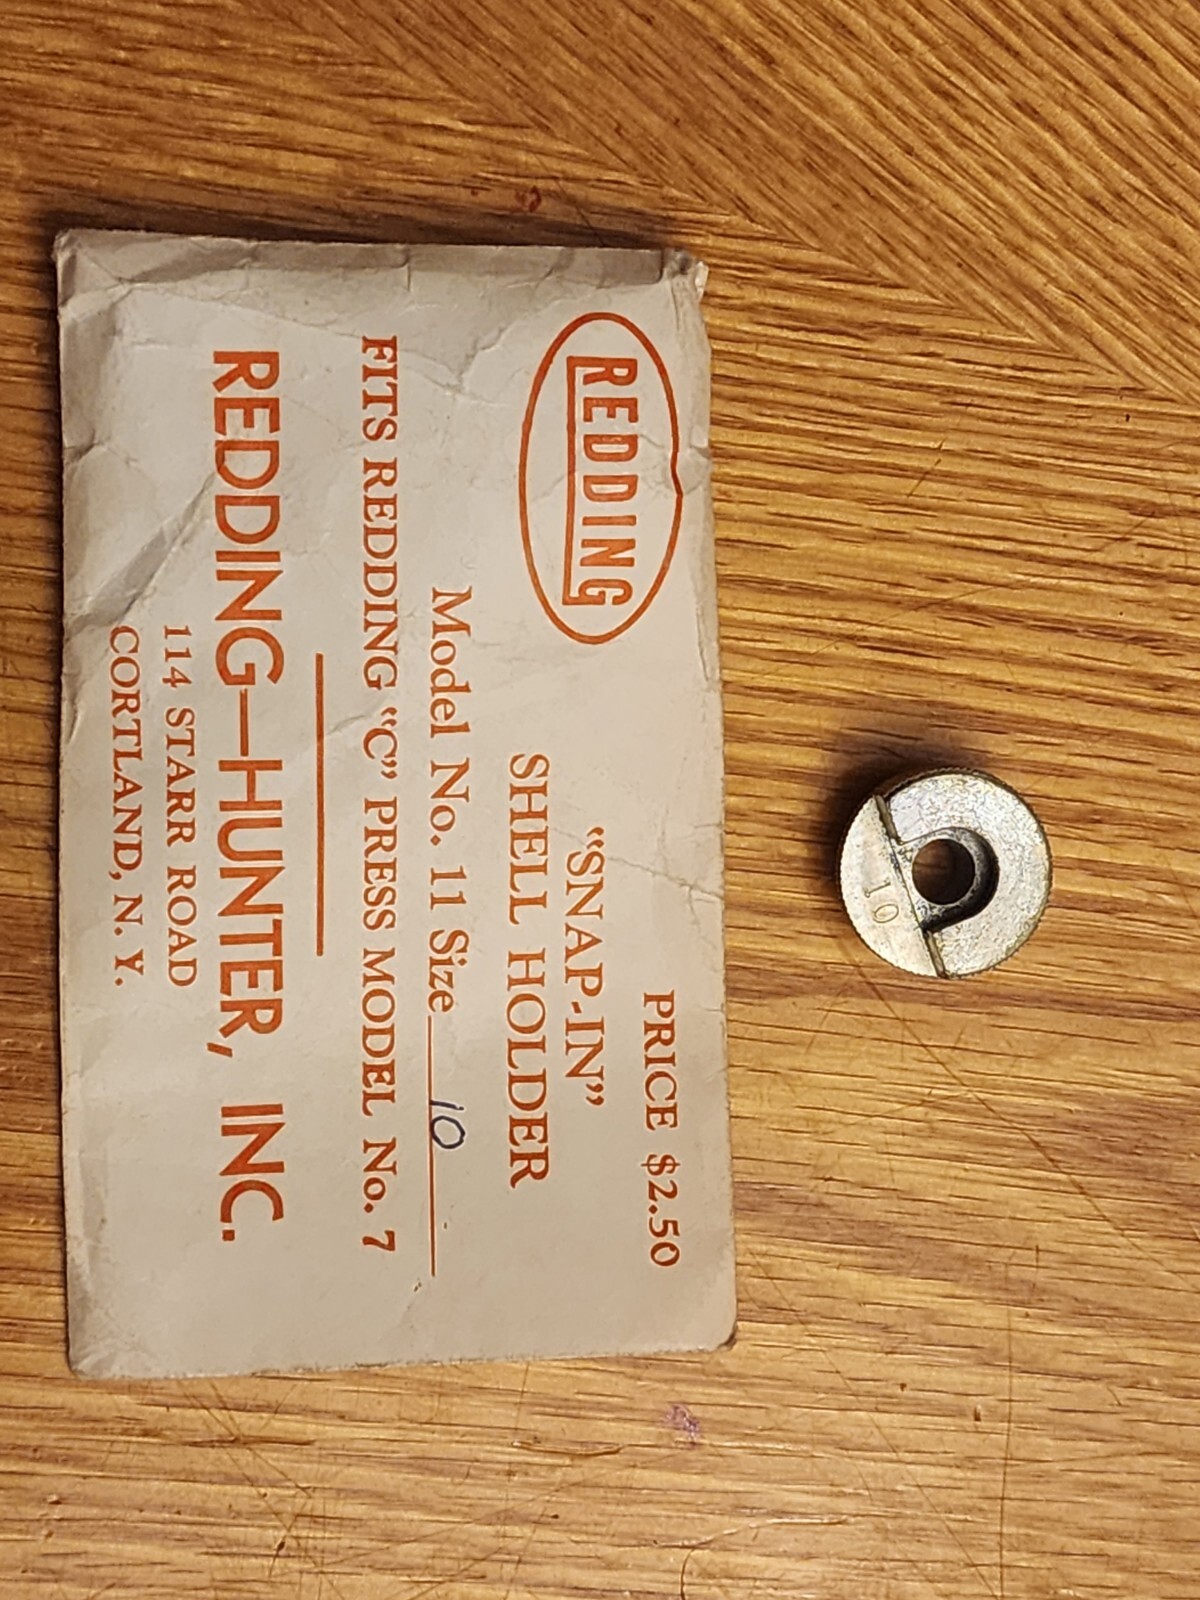 PRICE $2.50
REDDING
"SNAP-IN"
SHELL HOLDER
Model No. 11 Size 10
FITS REDDING "C" PRESS MODEL No. 7
REDDING—HUNTER, INC.
114 STARR ROAD
CORTLAND, N. Y.
10